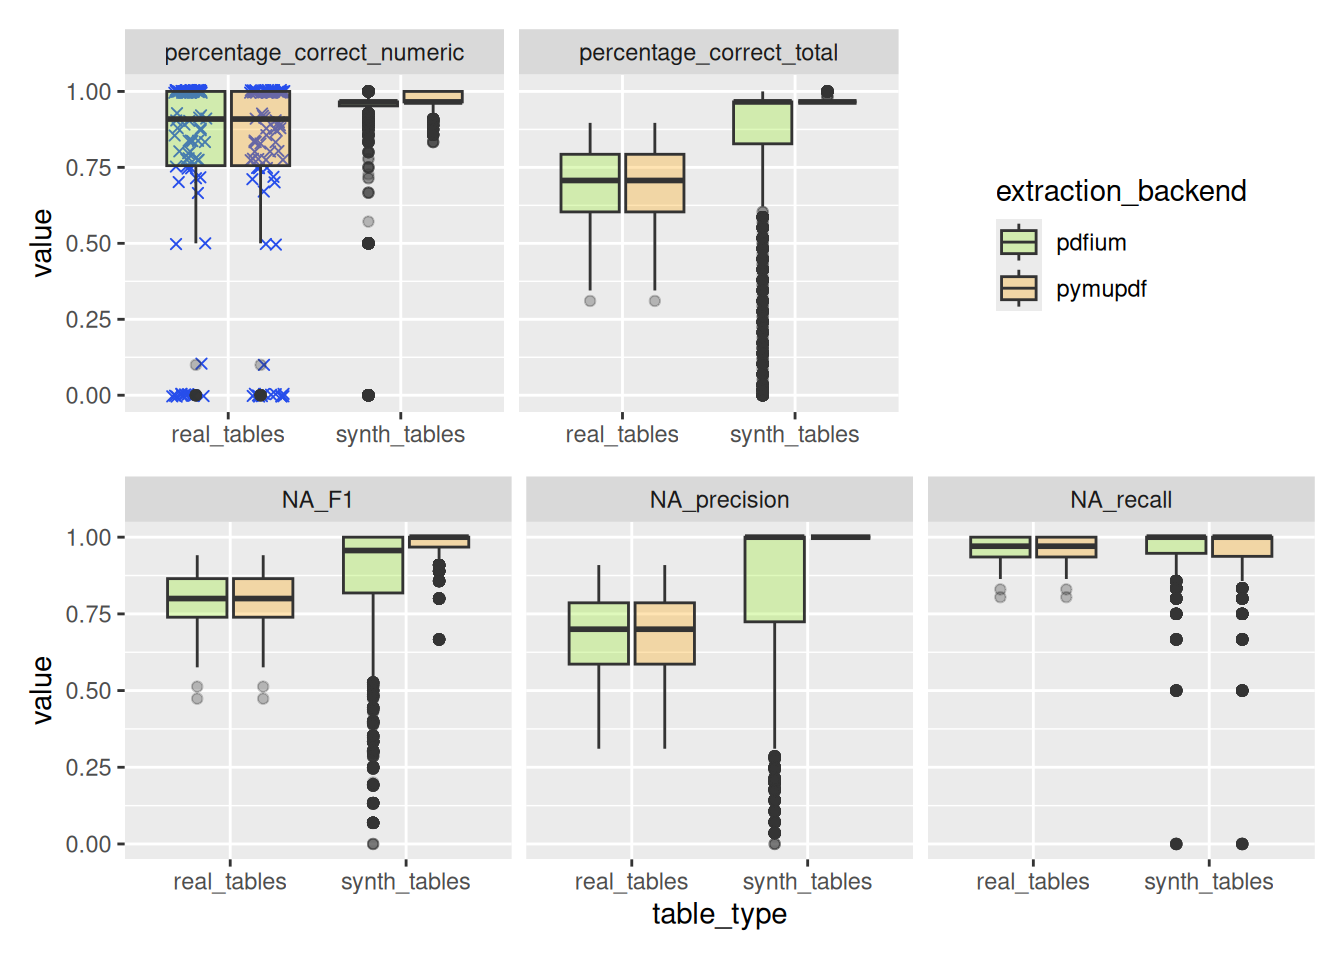 percentage_correct_numeric
percentage_correct_total
value
1.00
0.75
0.50
0.25
0.00
real_tables
synth_tables
real_tables
synth_tables
extraction_backend
pdfium
pymupdf
NA_F1
NA_precision
NA_recall
value
1.00
0.75
0.50
0.25
0.00
real_tables
synth_tables
real_tables
synth_tables
real_tables
synth_tables
table_type